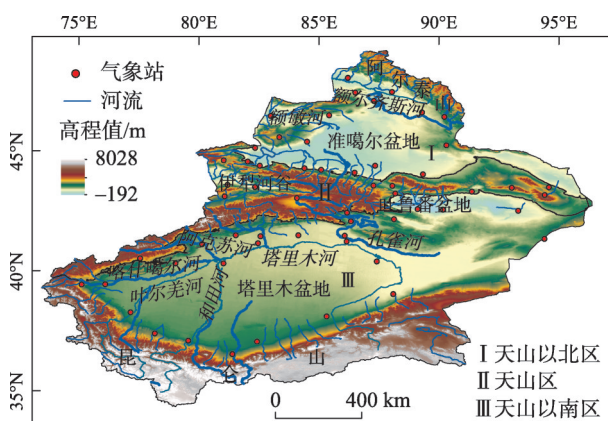 75°E 80°E 85°E 90°E 95°E
气象站
河流
高程值/m
8028
−192
45°N
40°N
35°N
阿尔泰山
额尔齐斯河
额敏河
准噶尔盆地
Ⅰ
伊犁河谷
Ⅱ
吐鲁番盆地
阿克苏河
孔雀河
喀什噶尔河
塔里木河
叶尔羌河
和田河
塔里木盆地
Ⅲ
昆仑山
Ⅰ天山以北区
Ⅱ天山区
Ⅲ天山以南区
0 400 km